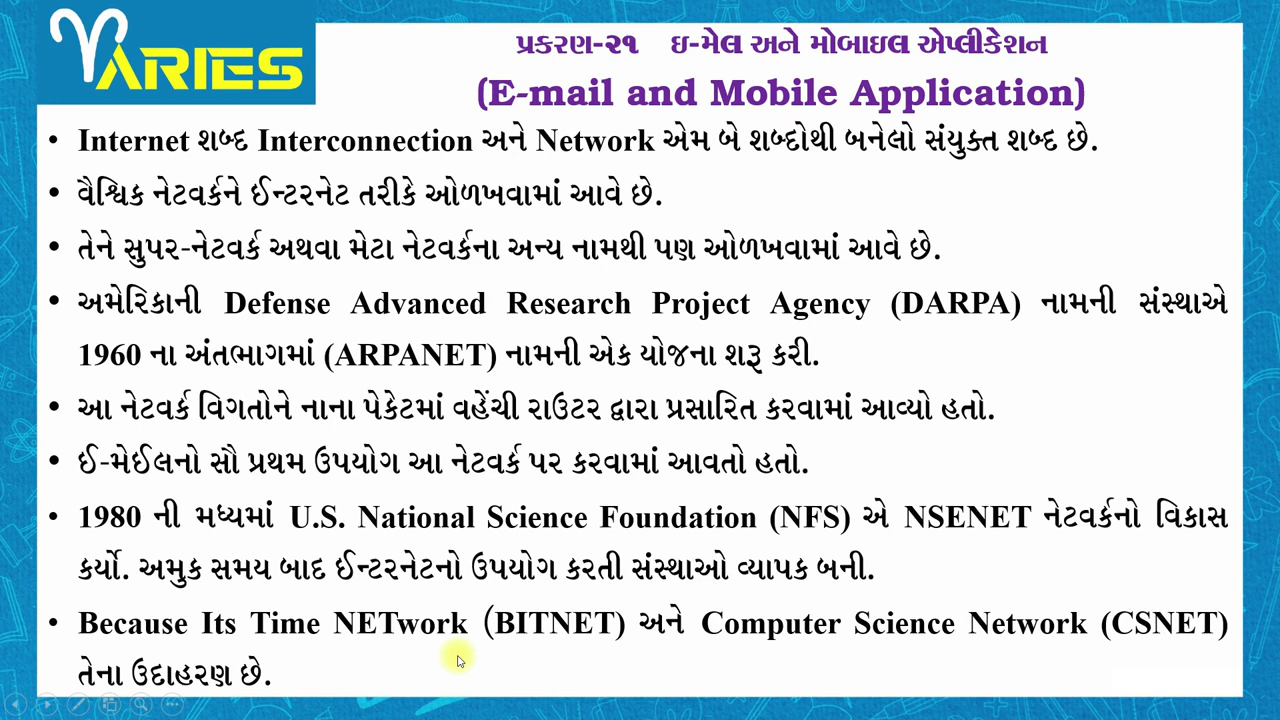 ARIES
પ્રકરણ-૨૧ ઇ-મેલ અને મોબાઇલ એપ્લીકેશન
(E-mail and Mobile Application)
• Internet શબ્દ Interconnection અને Network એમ બે શબ્દોથી બનેલો સંયુક્ત શબ્દ છે.
• વૈશ્વિક નેટવર્કને ઈન્ટરનેટ તરીકે ઓળખવામાં આવે છે.
• તેને સુપર-નેટવર્ક અથવા મેટા નેટવર્કના અન્ય નામથી પણ ઓળખવામાં આવે છે.
• અમેરિકાની Defense Advanced Research Project Agency (DARPA) નામની સંસ્થાએ
1960 ના અંતભાગમાં (ARPANET) નામની એક યોજના શરૂ કરી.
• આ નેટવર્ક વિગતોને નાના પેકેટમાં વહેંચી રાઉટર દ્વારા પ્રસારિત કરવામાં આવ્યો હતો.
• ઈ-મેઈલનો સૌ પ્રથમ ઉપયોગ આ નેટવર્ક પર કરવામાં આવતો હતો.
• 1980 ની મધ્યમાં U.S. National Science Foundation (NFS) એ NSENET નેટવર્કનો વિકાસ
કર્યો. અમુક સમય બાદ ઈન્ટરનેટનો ઉપયોગ કરતી સંસ્થાઓ વ્યાપક બની.
• Because Its Time NETwork (BITNET) અને Computer Science Network (CSNET)
તેના ઉદાહરણ છે.